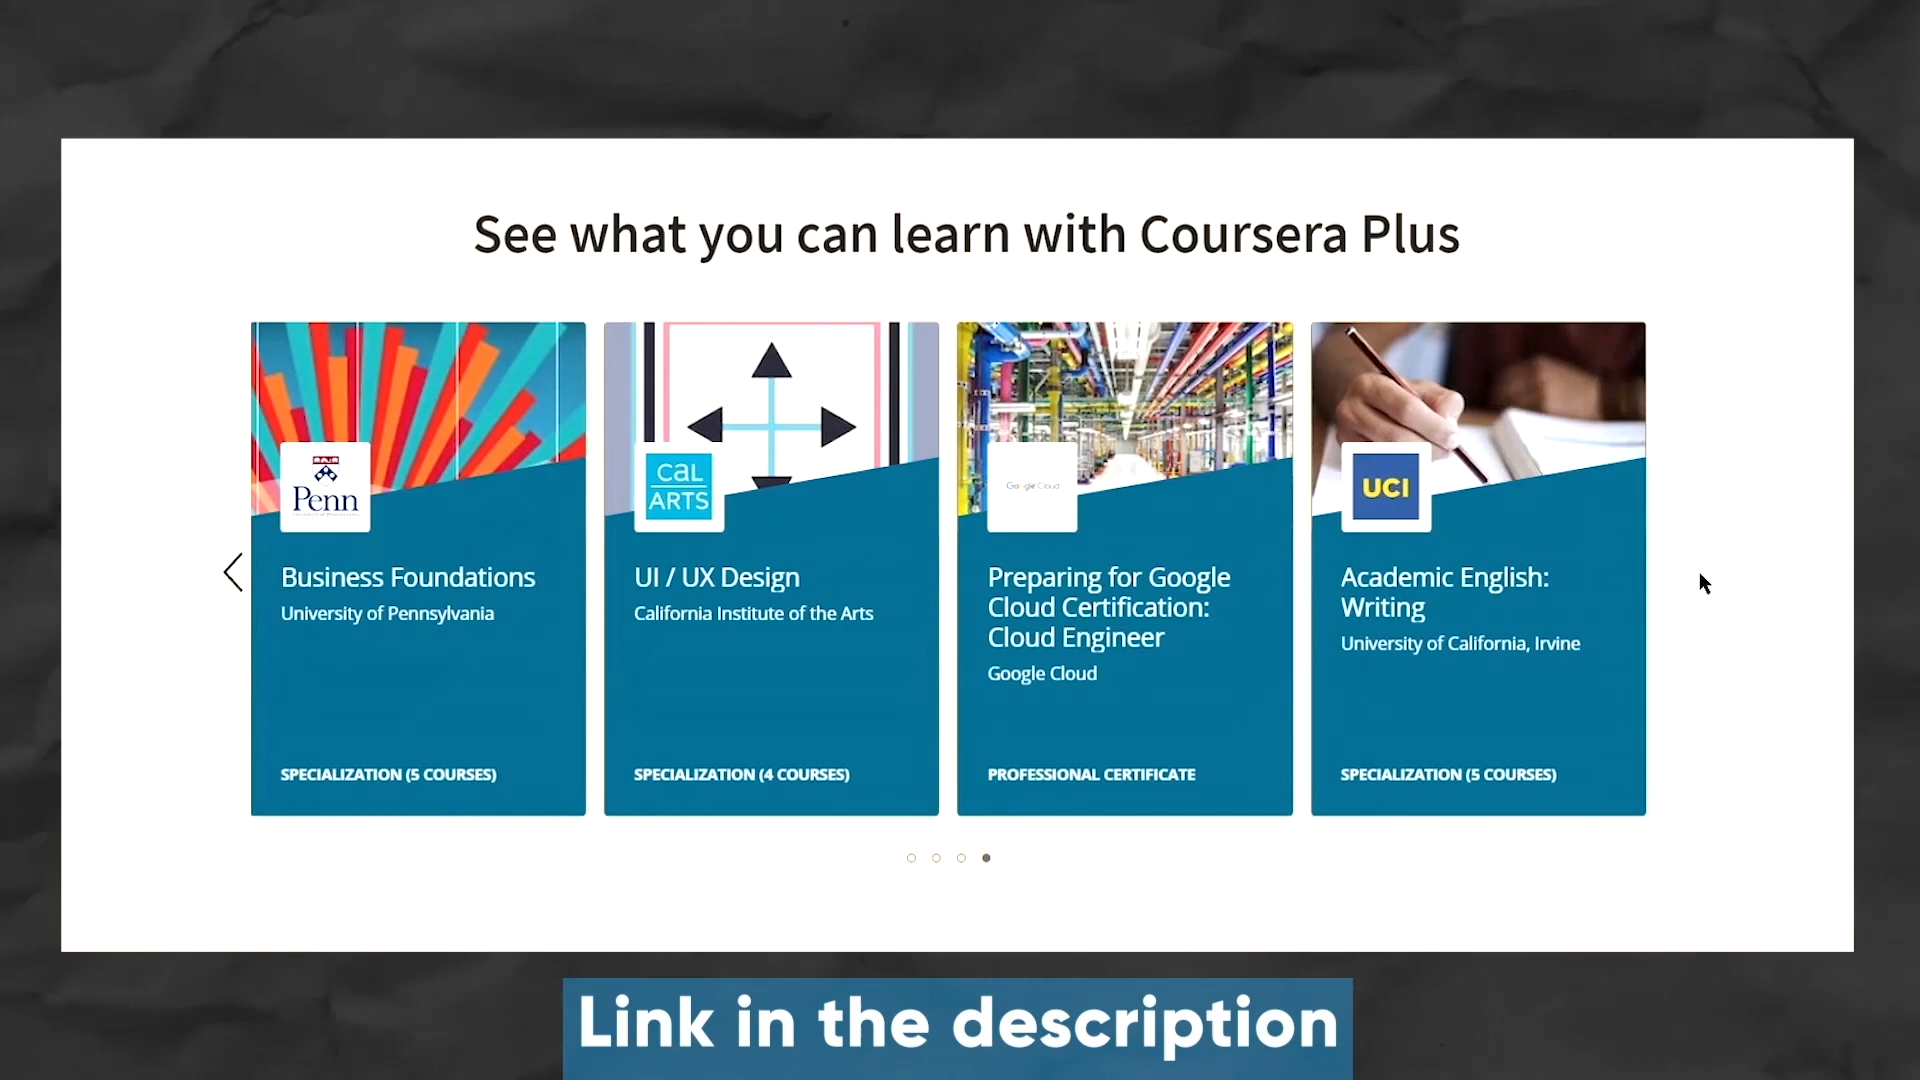 See what you can learn with Coursera Plus
Penn
Business Foundations
University of Pennsylvania
SPECIALIZATION (5 COURSES)
CAL
ARTS
UI / UX Design
California Institute of the Arts
SPECIALIZATION (4 COURSES)
Google Cloud
Preparing for Google
Cloud Certification:
Cloud Engineer
Google Cloud
PROFESSIONAL CERTIFICATE
UCI
Academic English:
Writing
University of California, Irvine
SPECIALIZATION (5 COURSES)
Link in the description